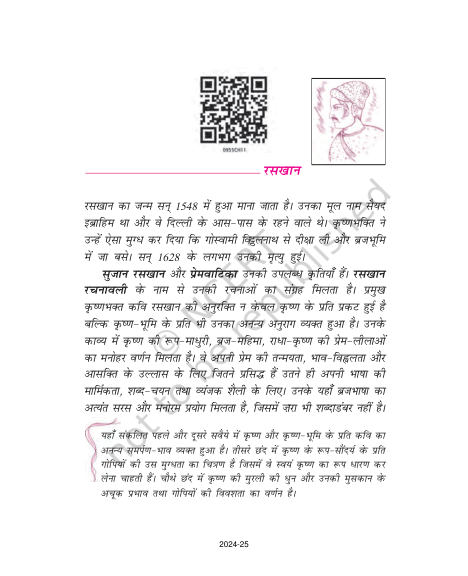 0955CH11
रसखान
रसखान का जन्म सन् 1548 में हुआ माना जाता है। उनका मूल नाम सैयद
इब्राहिम था और वे दिल्ली के आस-पास के रहने वाले थे। कृष्णभक्ति ने
उन्हें ऐसा मुग्ध कर दिया कि गोस्वामी विट्ठलनाथ से दीक्षा ली और ब्रजभूमि
में जा बसे। सन् 1628 के लगभग उनकी मृत्यु हुई।
सुजान रसखान और प्रेमवाटिका उनकी उपलब्ध कृतियाँ हैं। रसखान
रचनावली के नाम से उनकी रचनाओं का संग्रह मिलता है। प्रमुख
कृष्णभक्त कवि रसखान की अनुरक्ति न केवल कृष्ण के प्रति प्रकट हुई है
बल्कि कृष्ण-भूमि के प्रति भी उनका अनन्य अनुराग व्यक्त हुआ है। उनके
काव्य में कृष्ण की रूप-माधुरी, ब्रज-महिमा, राधा-कृष्ण की प्रेम-लीलाओं
का मनोहर वर्णन मिलता है। वे अपनी प्रेम की तन्मयता, भाव-विह्वलता और
आसक्ति के उल्लास के लिए जितने प्रसिद्ध हैं उतने ही अपनी भाषा की
मार्मिकता, शब्द-चयन तथा व्यंजक शैली के लिए। उनके यहाँ ब्रजभाषा का
अत्यंत सरस और मनोरम प्रयोग मिलता है, जिसमें ज़रा भी शब्दाडंबर नहीं है।
यहाँ संकलित पहले और दूसरे सवैये में कृष्ण और कृष्ण-भूमि के प्रति कवि का
अनन्य समर्पण-भाव व्यक्त हुआ है। तीसरे छंद में कृष्ण के रूप-सौंदर्य के प्रति
गोपियों की उस मुग्धता का चित्रण है जिसमें वे स्वयं कृष्ण का रूप धारण कर
लेना चाहती हैं। चौथे छंद में कृष्ण की मुरली की धुन और उनकी मुसकान के
अचूक प्रभाव तथा गोपियों की विवशता का वर्णन है।
© NCERT
not to be republished
2024-25